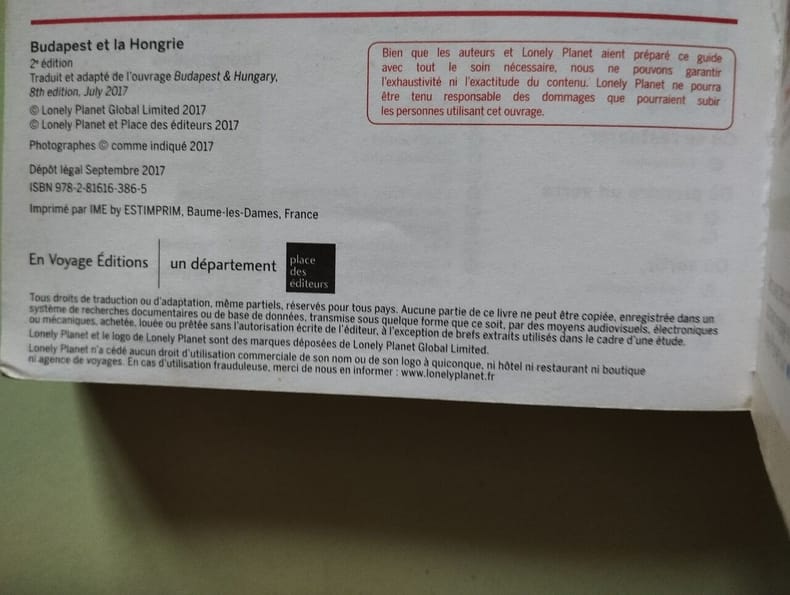 Budapest et la Hongrie
2e édition
Traduit et adapté de l'ouvrage Budapest & Hungary,
8th edition, July 2017
© Lonely Planet Global Limited 2017
© Lonely Planet et Place des éditeurs 2017
Photographes © comme indiqué 2017
Dépôt légal Septembre 2017
ISBN 978-2-81616-386-5
Imprimé par IME by ESTIMPRIM, Baume-les-Dames, France
Bien que les auteurs et Lonely Planet aient préparé ce guide
avec tout le soin nécessaire, nous ne pouvons garantir
l'exhaustivité ni l'exactitude du contenu. Lonely Planet ne pourra
être tenu responsable des dommages que pourraient subir
les personnes utilisant cet ouvrage.
En Voyage Éditions
un département
place
des
éditeurs
Tous droits de traduction ou d'adaptation, même partiels, réservés pour tous pays. Aucune partie de ce livre ne peut être copiée, enregistrée dans un
système de recherches documentaires ou de base de données, transmise sous quelque forme que ce soit, par des moyens audiovisuels, électroniques
ou mécaniques, achetée, louée ou prêtée sans l'autorisation écrite de l'éditeur, à l'exception de brefs extraits utilisés dans le cadre d'une étude.
Lonely Planet et le logo de Lonely Planet sont des marques déposées de Lonely Planet Global Limited.
Lonely Planet n'a cédé aucun droit d'utilisation commerciale de son nom ou de son logo à quiconque, ni hôtel ni restaurant ni boutique
ni agence de voyages. En cas d'utilisation frauduleuse, merci de nous en informer : www.lonelyplanet.fr